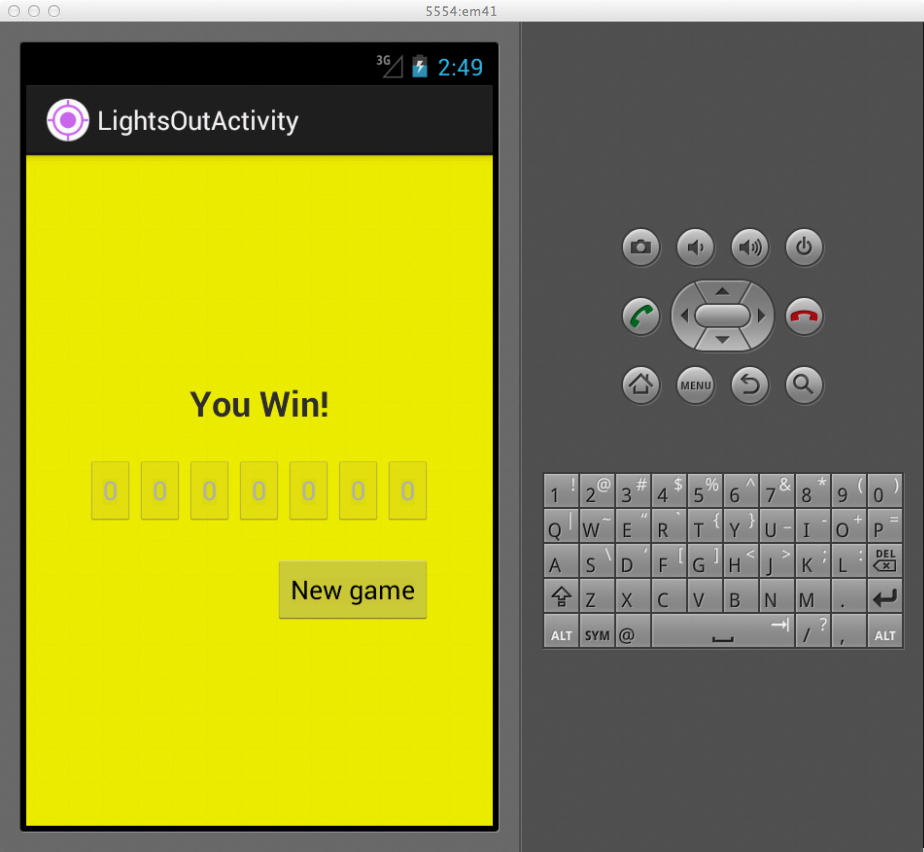 5554:em41
3G 2:49
LightsOutActivity
You Win!
0 0 0 0 0 0 0
New game
MENU
1 ! 2 @ 3 # 4 $ 5 % 6 ^ 7 & 8 * 9 ( 0 )
Q | W ~ E " R ` T { Y } U _ I - O + P =
A S \ D ' F [ G ] H < J > K ; L : DEL
Z X C V B N M .
ALT SYM @ / ? , ALT